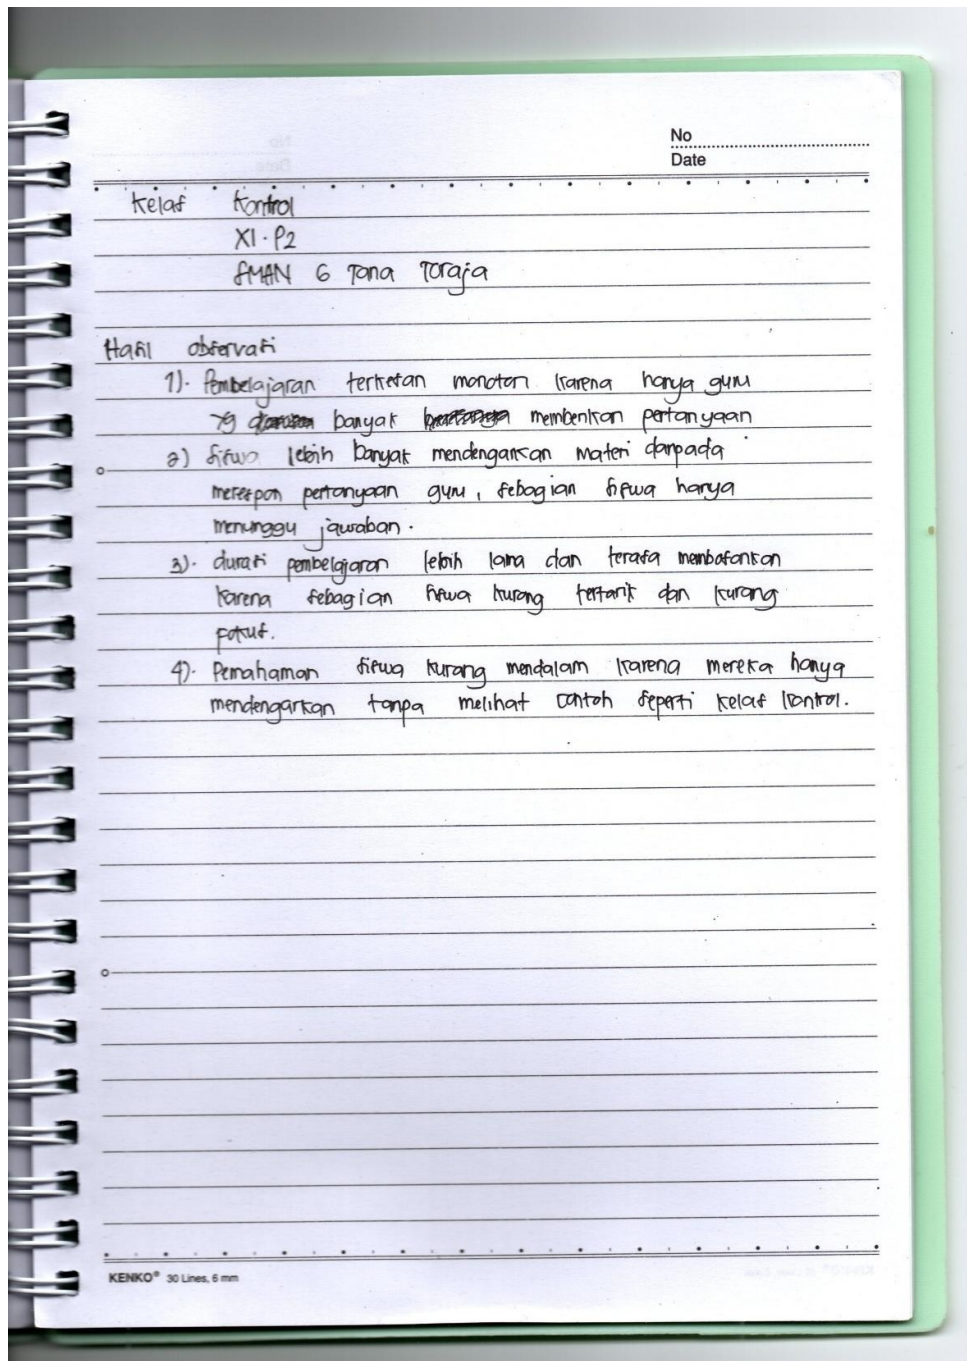 No
Date
Kelas Kontrol
XI. P2
SMAN 6 Tana Toraja
Hasil observasi
1). Pembelajaran terkesan monoton karena hanya guru
yg banyak memberikan pertanyaan
2) siswa lebih banyak mendengarkan materi daripada
merespon pertanyaan guru, sebagian siswa hanya
menunggu jawaban.
3). durasi pembelajaran lebih lama dan terasa membosankan
karena sebagian siswa kurang tertarik dan kurang
fokus.
4). Pemahaman siswa kurang mendalam karena mereka hanya
mendengarkan tanpa melihat contoh seperti kelas kontrol.
KENKO® 30 Lines, 6 mm